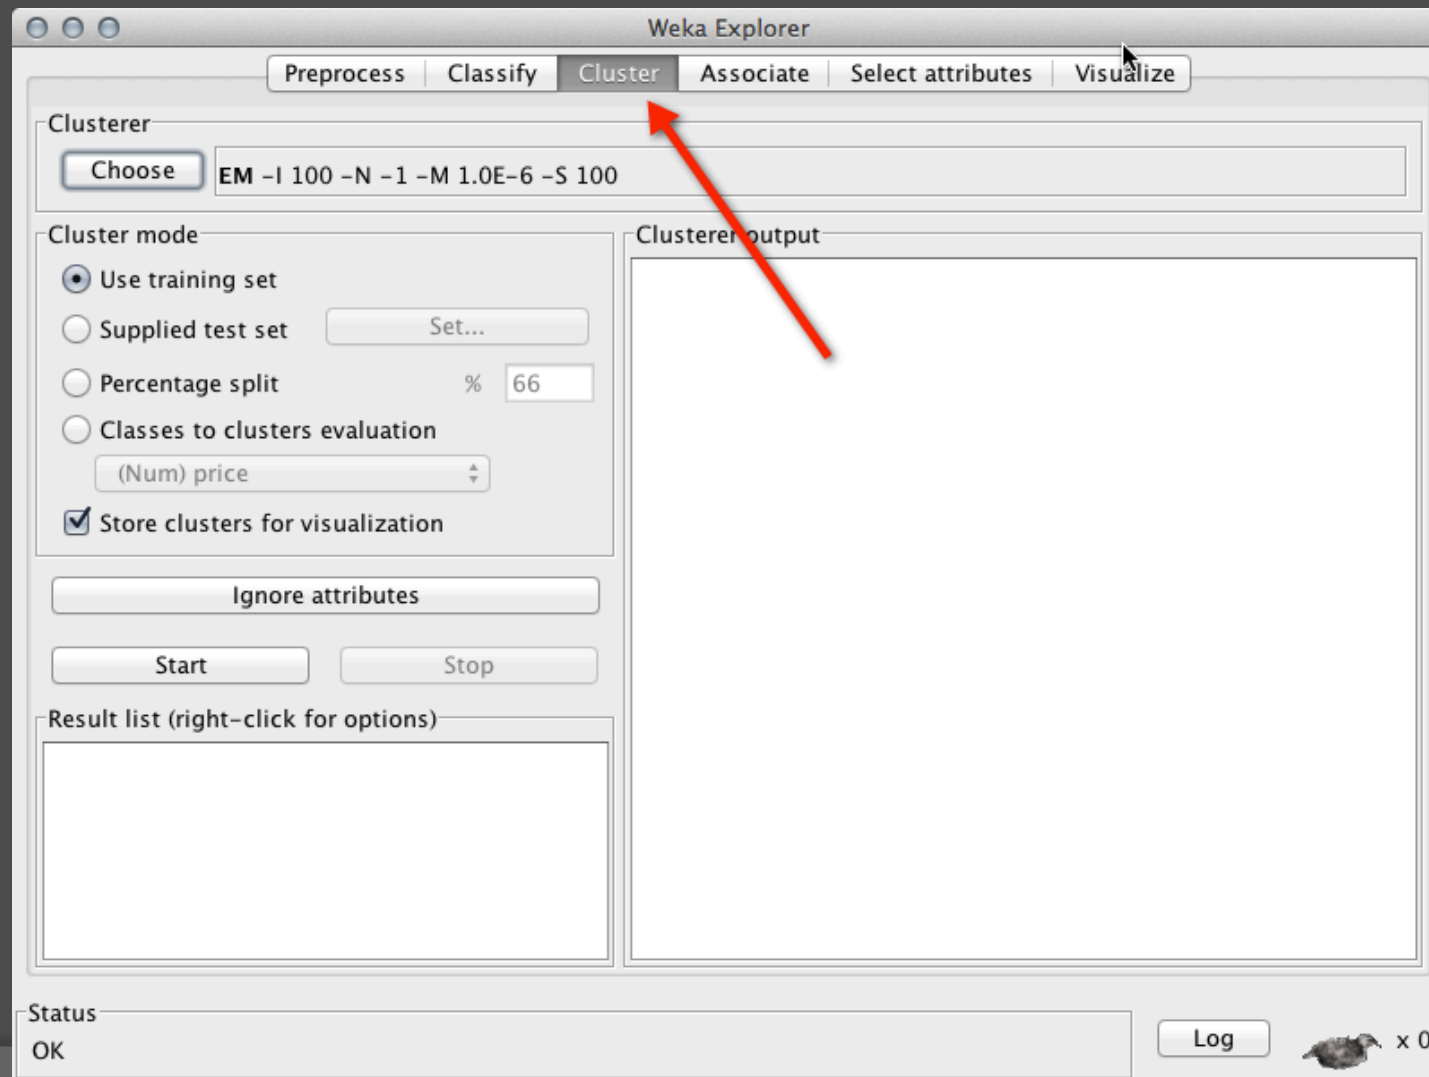 Weka Explorer
Preprocess Classify Cluster Associate Select attributes Visualize
Clusterer
Choose EM -I 100 -N -1 -M 1.0E-6 -S 100
Cluster mode
Use training set
Supplied test set Set...
Percentage split % 66
Classes to clusters evaluation
(Num) price
Store clusters for visualization
Ignore attributes
Start Stop
Result list (right-click for options)
Clusterer output
Status
OK
Log x 0